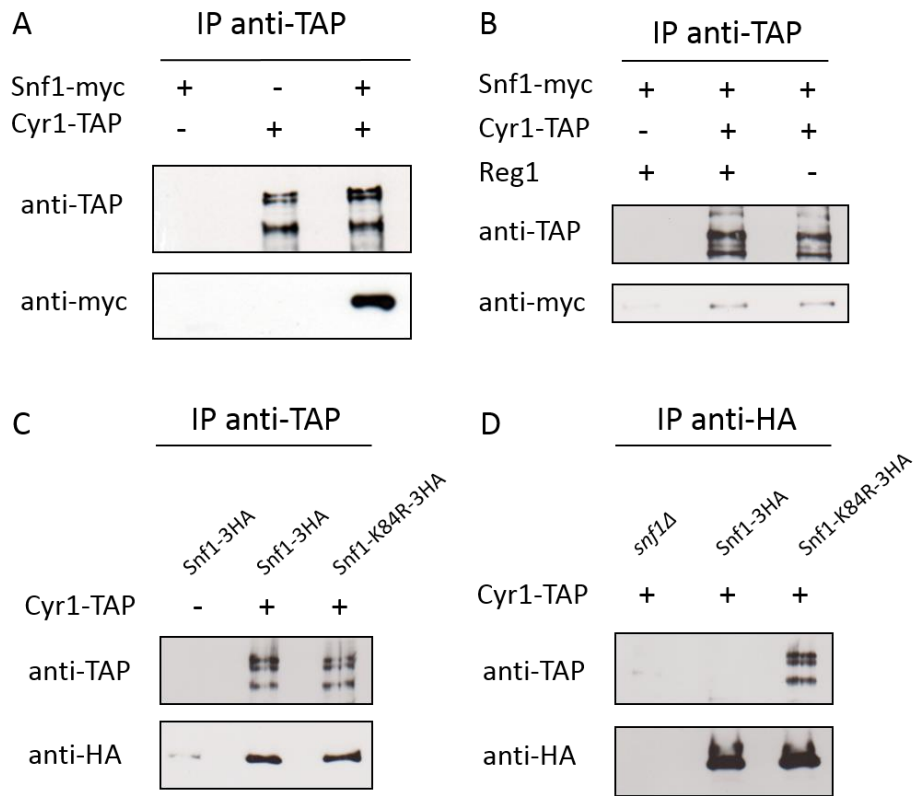 A
IP anti-TAP
Snf1-myc + - +
Cyr1-TAP - + +
anti-TAP
anti-myc
B
IP anti-TAP
Snf1-myc + + +
Cyr1-TAP - + +
Reg1 + + -
anti-TAP
anti-myc
C
IP anti-TAP
Snf1-3HA
Snf1-3HA
Snf1-K84R-3HA
Cyr1-TAP - + +
anti-TAP
anti-HA
D
IP anti-HA
snf1Δ
Snf1-3HA
Snf1-K84R-3HA
Cyr1-TAP + + +
anti-TAP
anti-HA